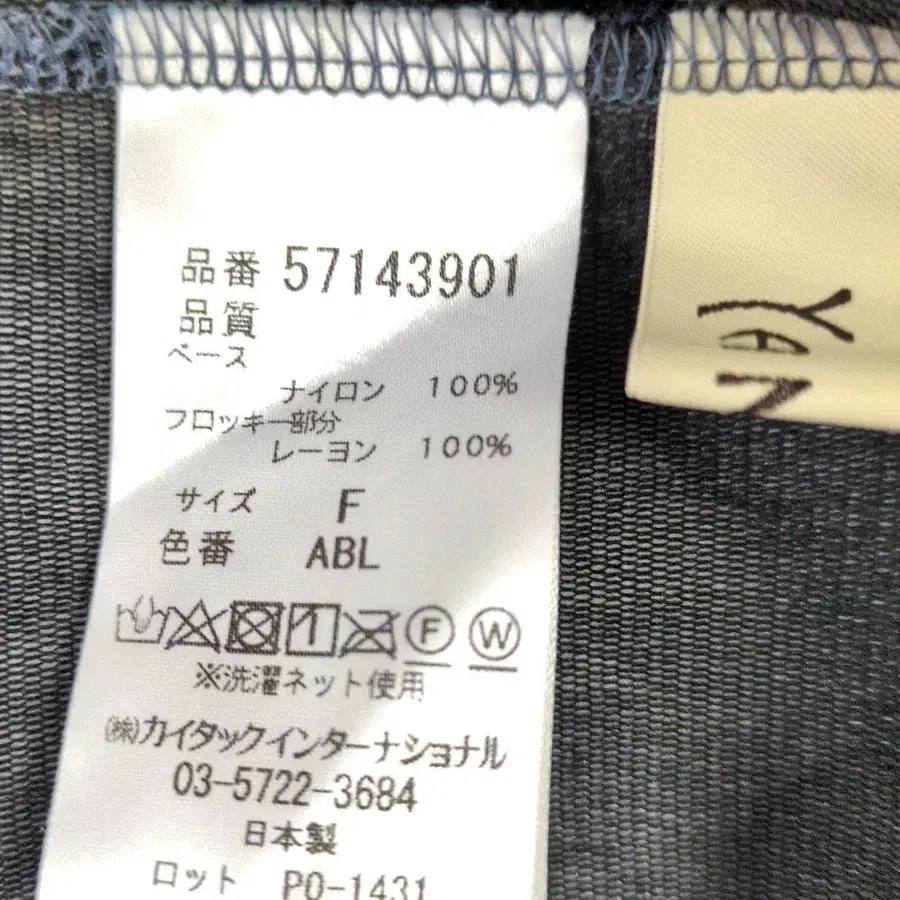 品番 57143901
品質
ベース
ナイロン 100%
フロッキー部分
レーヨン 100%
サイズ F
色番 ABL
F W
※洗濯ネット使用
㈱カイタックインターナショナル
03-5722-3684
日本製
ロット PO-1431
YAN